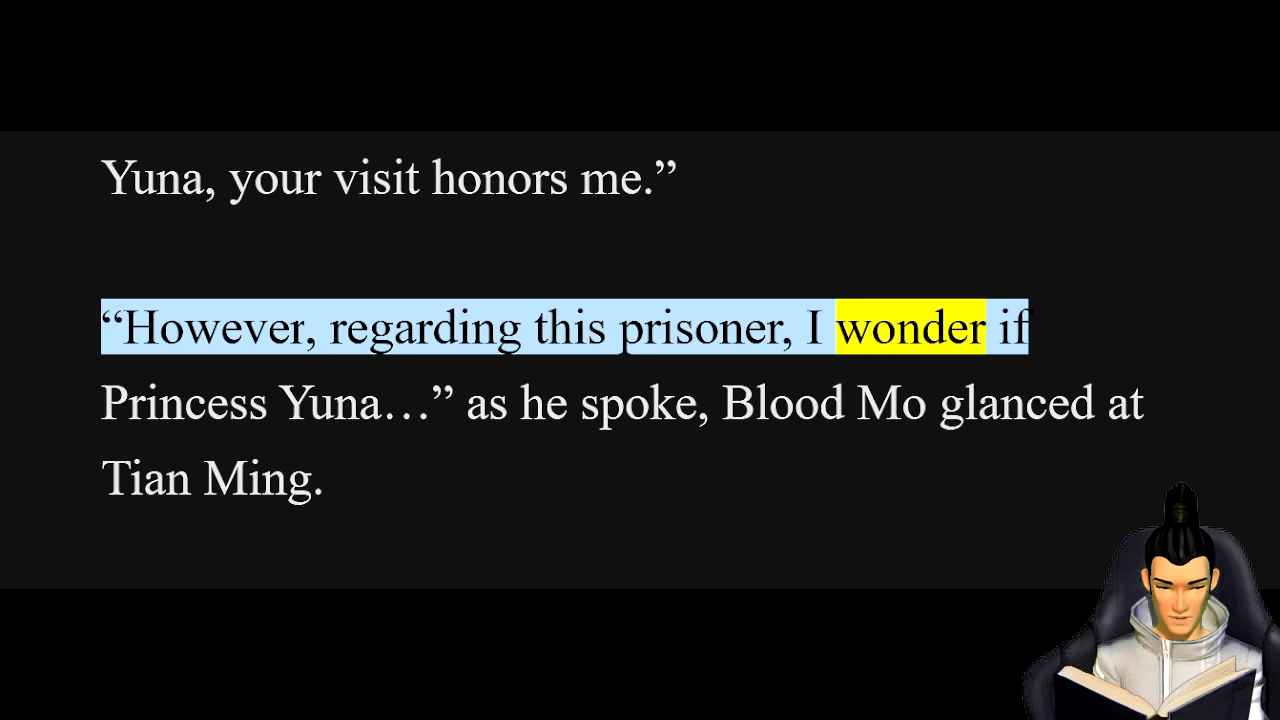 Yuna, your visit honors me.”
“However, regarding this prisoner, I wonder if
Princess Yuna…” as he spoke, Blood Mo glanced at
Tian Ming.